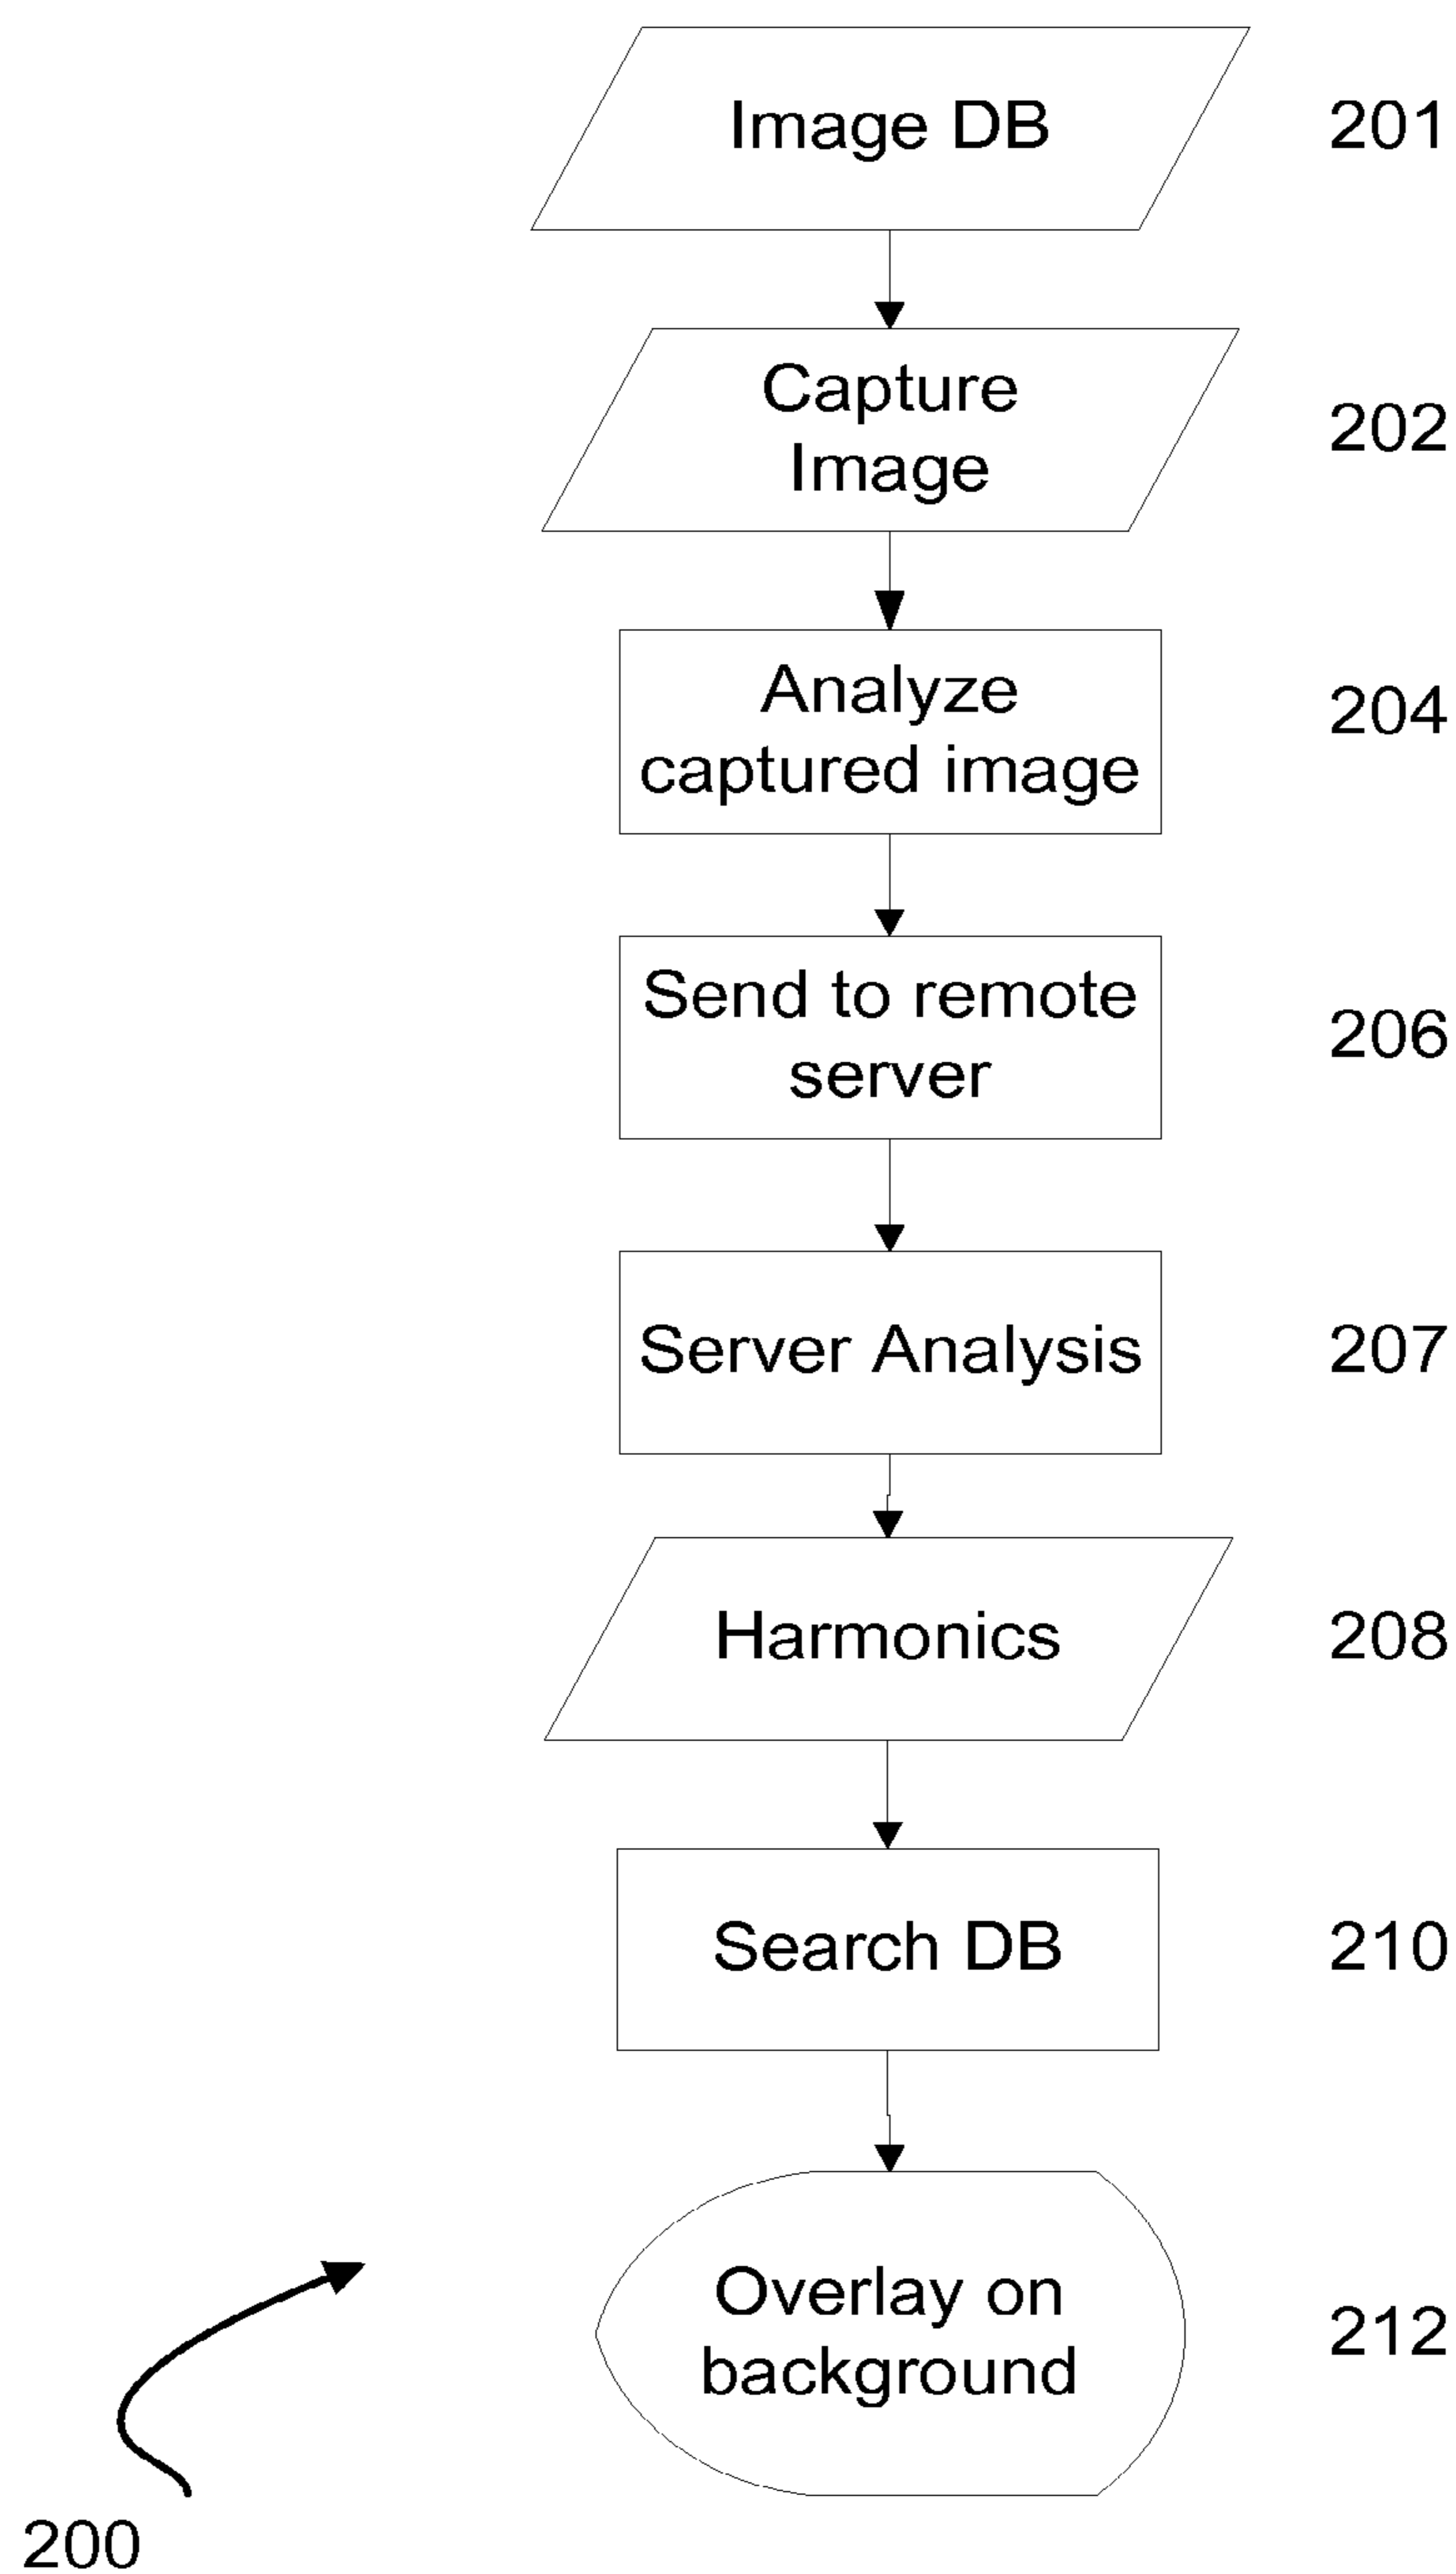 Image DB
201
Capture
Image
202
Analyze
captured image
204
Send to remote
server
206
Server Analysis
207
Harmonics
208
Search DB
210
Overlay on
background
212
200